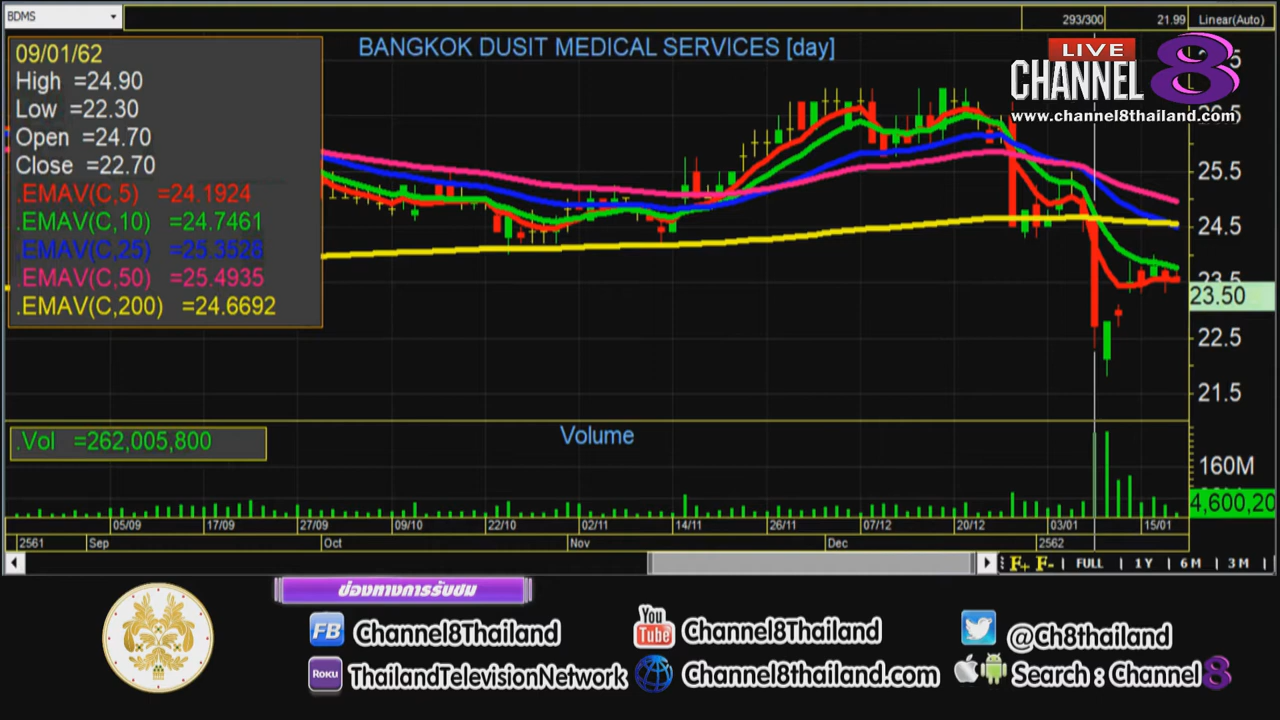 BDMS
293/300
21.99
Linear(Auto)
BANGKOK DUSIT MEDICAL SERVICES [day]
LIVE
CHANNEL 8
www.channel8thailand.com
09/01/62
High =24.90
Low =22.30
Open =24.70
Close =22.70
.EMAV(C,5) =24.1924
.EMAV(C,10) =24.7461
.EMAV(C,25) =25.3526
.EMAV(C,50) =25.4935
.EMAV(C,200) =24.6692
25.5
24.5
23.5
23.50
22.5
21.5
.Vol =262,005,800
Volume
160M
4,600,20
05/09 17/09 27/09 09/10 22/10 02/11 14/11 26/11 07/12 20/12 03/01 15/01
2561 Sep Oct Nov Dec 2562
F+ F- | FULL | 1Y | 6M | 3M |
ช่องทางการรับชม
FB Channel8Thailand
You Tube Channel8Thailand
@Ch8thailand
ROKU ThailandTelevisionNetwork
Channel8thailand.com
Search : Channel 8